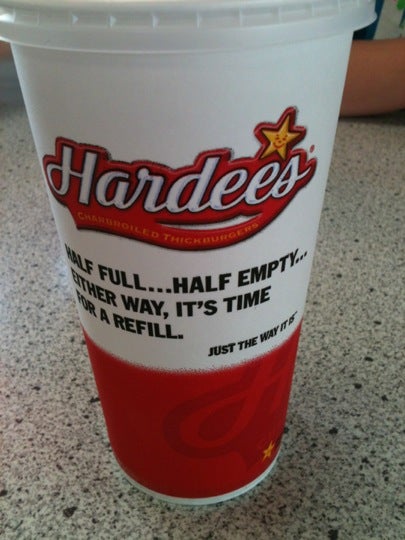 Hardee's
CHARBROILED THICKBURGERS
HALF FULL...HALF EMPTY...
EITHER WAY, IT'S TIME
FOR A REFILL.
JUST THE WAY IT IS